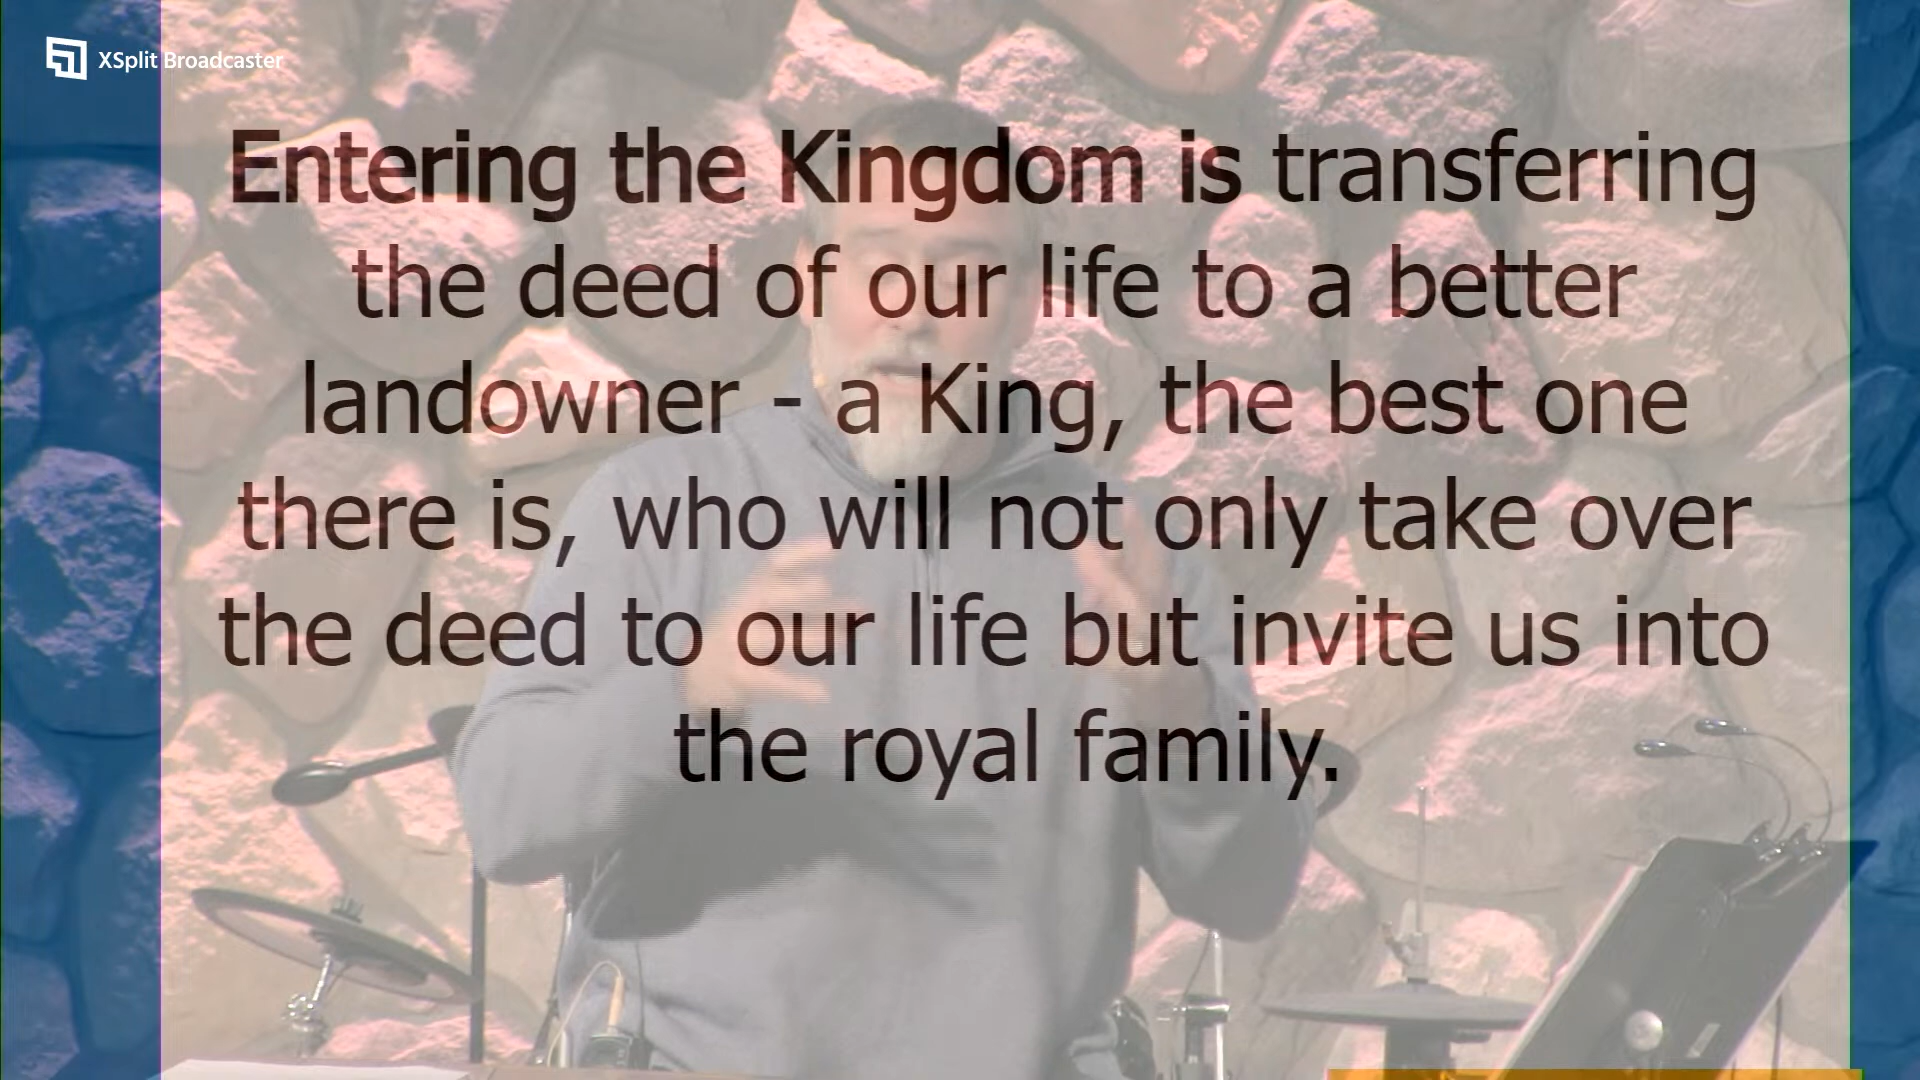 XSplit Broadcaster
Entering the Kingdom is transferring
the deed of our life to a better
landowner - a King, the best one
there is, who will not only take over
the deed to our life but invite us into
the royal family.